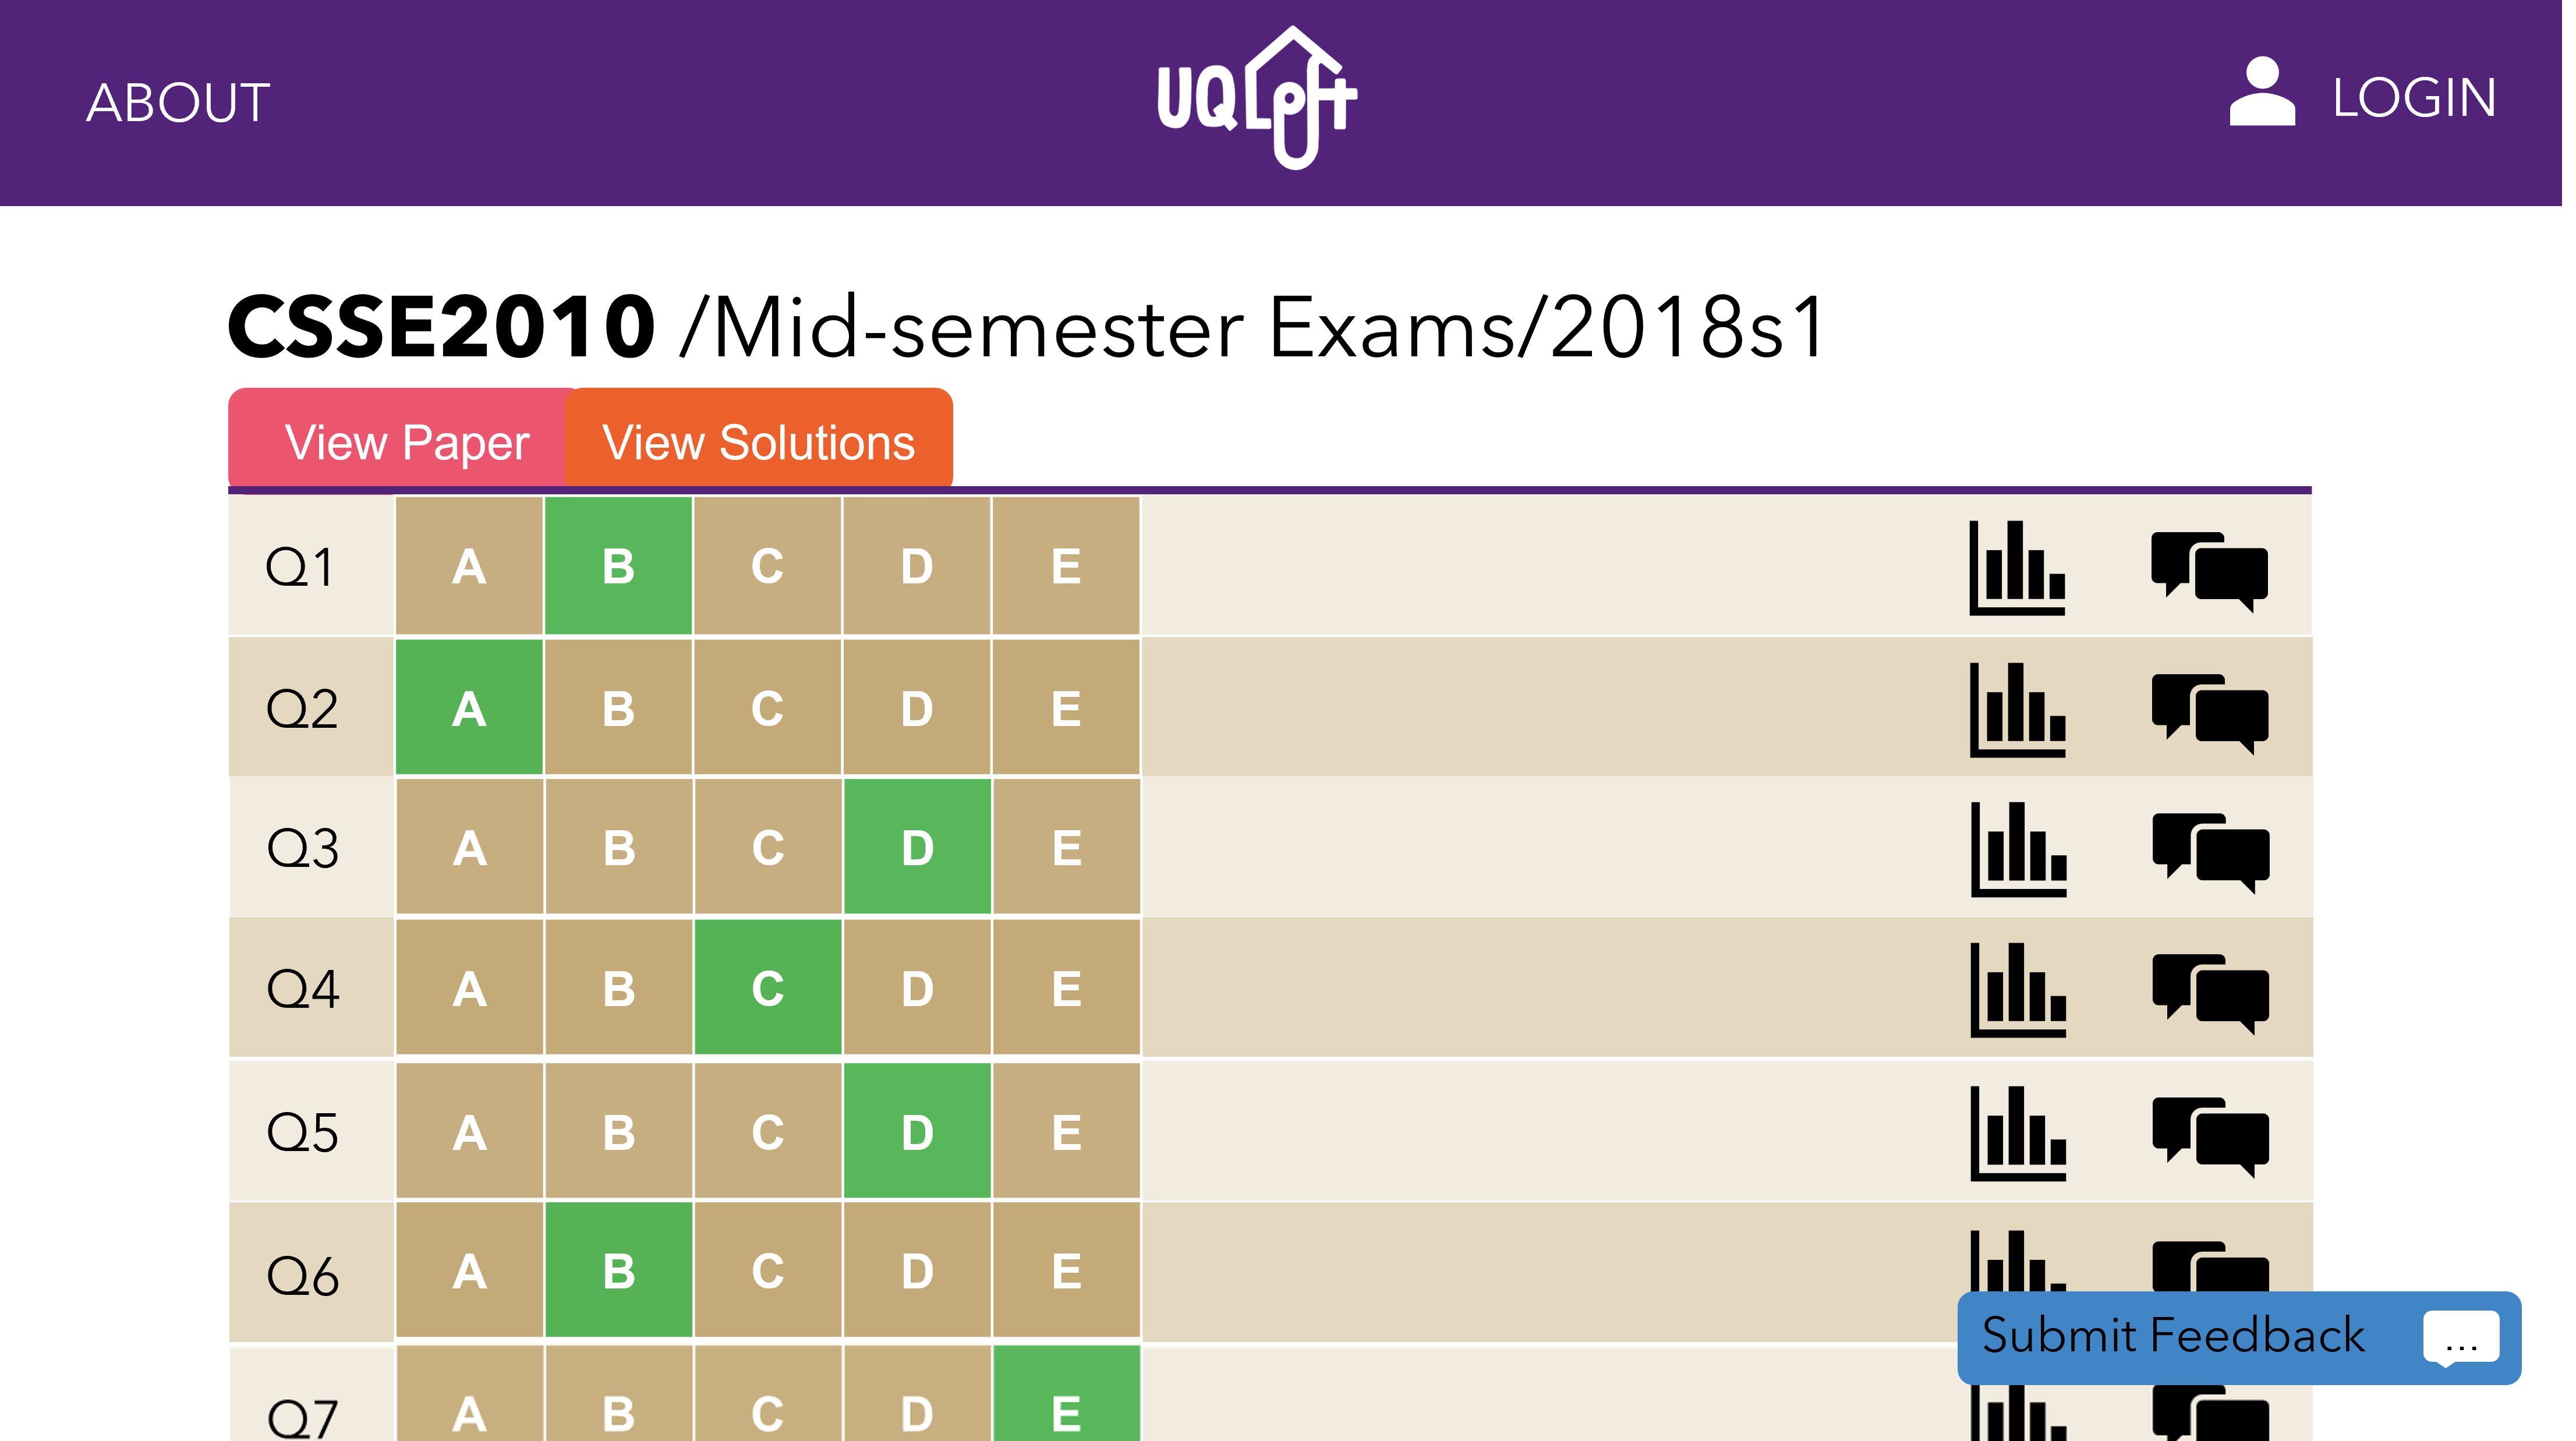 ABOUT
UQLoft
LOGIN
CSSE2010 /Mid-semester Exams/2018s1
View Paper View Solutions
Q1 A B C D E
Q2 A B C D E
Q3 A B C D E
Q4 A B C D E
Q5 A B C D E
Q6 A B C D E
Submit Feedback ...
Q7 A B C D E